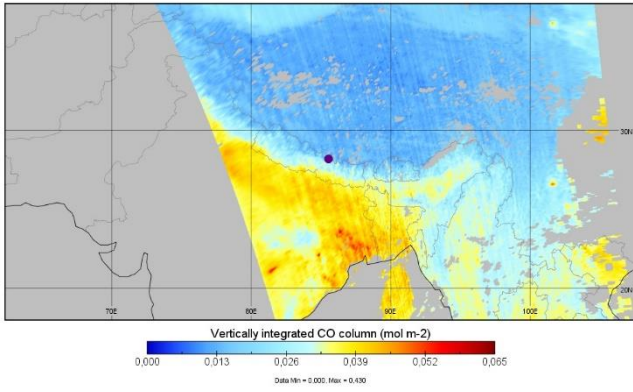 30N
20N
70E 80E 90E 100E
Vertically integrated CO column (mol m-2)
0,000 0,013 0,026 0,039 0,052 0,065
Data Min = 0,000, Max = 0,430